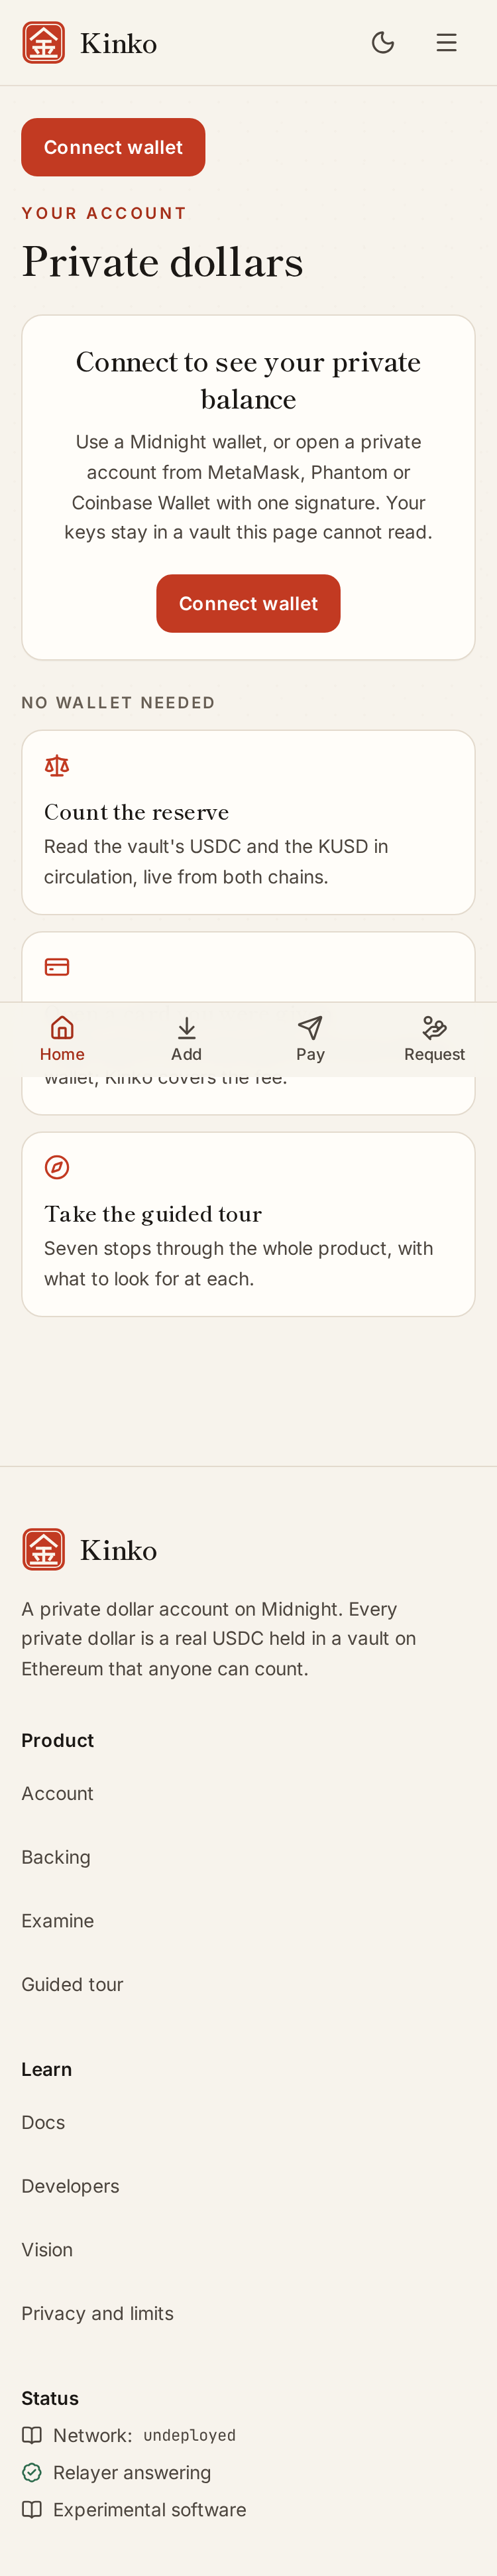 金 Kinko
Connect wallet
YOUR ACCOUNT
Private dollars
Connect to see your private
balance
Use a Midnight wallet, or open a private
account from MetaMask, Phantom or
Coinbase Wallet with one signature. Your
keys stay in a vault this page cannot read.
Connect wallet
NO WALLET NEEDED
Count the reserve
Read the vault's USDC and the KUSD in
circulation, live from both chains.
Home Add Pay Request
wallet, Kinko covers the fee.
Take the guided tour
Seven stops through the whole product, with
what to look for at each.
金 Kinko
A private dollar account on Midnight. Every
private dollar is a real USDC held in a vault on
Ethereum that anyone can count.
Product
Account
Backing
Examine
Guided tour
Learn
Docs
Developers
Vision
Privacy and limits
Status
Network: undeployed
Relayer answering
Experimental software